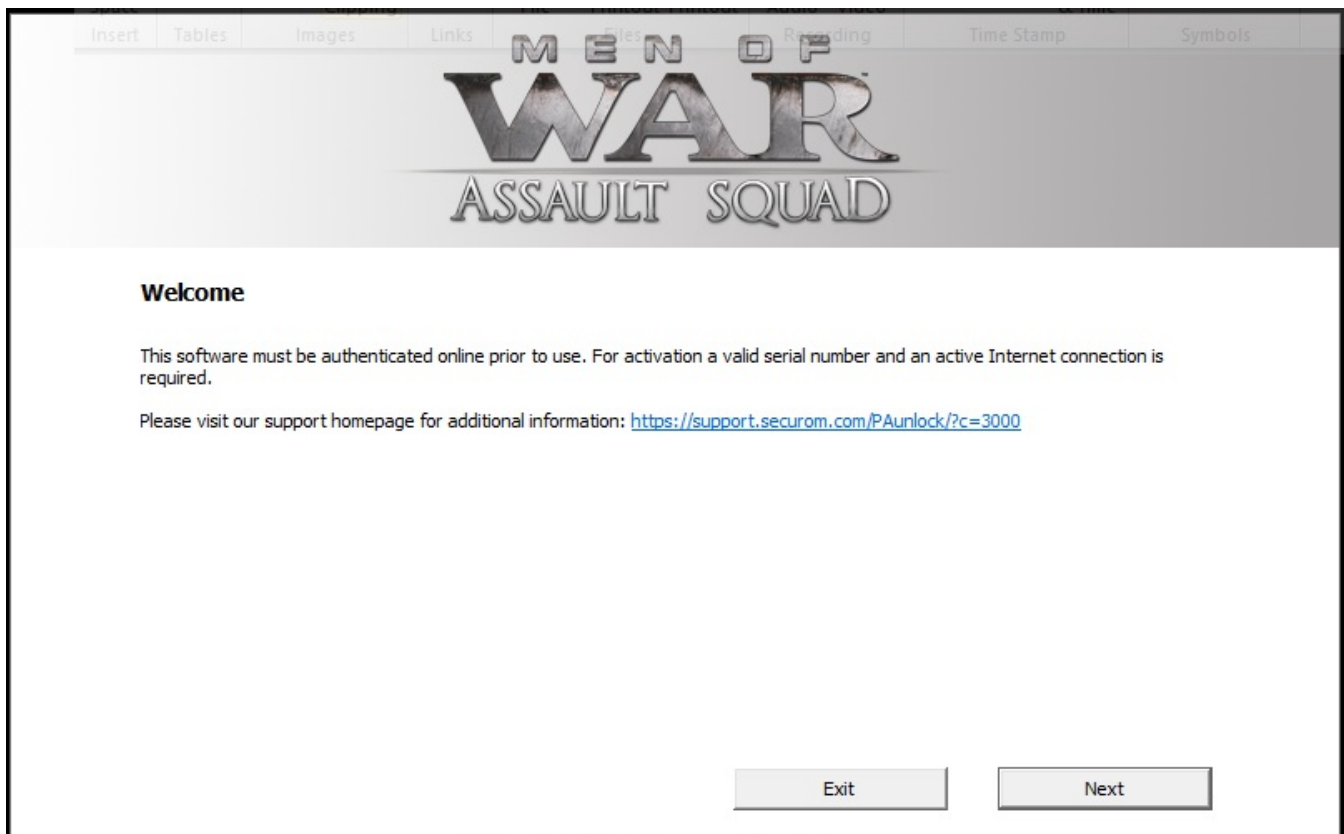 Insert Tables Images Links Files Recording Time Stamp Symbols
MEN OF
WAR™
ASSAULT SQUAD
Welcome
This software must be authenticated online prior to use. For activation a valid serial number and an active Internet connection is
required.
Please visit our support homepage for additional information: https://support.securom.com/PAunlock/?c=3000
Exit Next